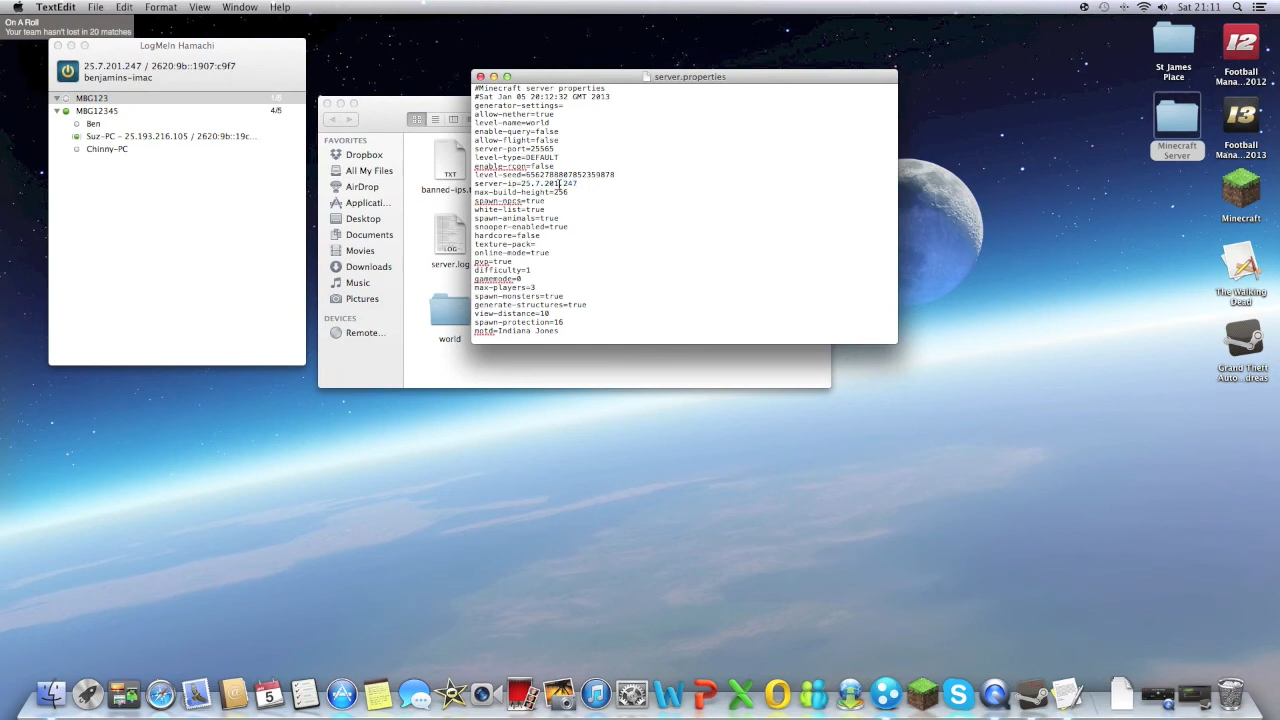 TextEdit File Edit Format View Window Help
Sat 21:11
On A Roll
Your team hasn't lost in 20 matches
LogMeIn Hamachi
25.7.201.247 / 2620:9b::1907:c9f7
benjamins-imac
MBG123 1/5
MBG12345 4/5
Ben
Suz-PC - 25.193.216.105 / 2620:9b::19c...
Chinny-PC
FAVORITES
Dropbox
All My Files
AirDrop
Applicati...
Desktop
Documents
Movies
Downloads
Music
Pictures
DEVICES
Remote...
TXT
banned-ips.t
LOG
server.log
world
server.properties
#Minecraft server properties
#Sat Jan 05 20:12:32 GMT 2013
generator-settings=
allow-nether=true
level-name=world
enable-query=false
allow-flight=false
server-port=25565
level-type=DEFAULT
enable-rcon=false
level-seed=6562788807852359878
server-ip=25.7.201.247
max-build-height=256
spawn-npcs=true
white-list=true
spawn-animals=true
snooper-enabled=true
hardcore=false
texture-pack=
online-mode=true
pvp=true
difficulty=1
gamemode=0
max-players=3
spawn-monsters=true
generate-structures=true
view-distance=10
spawn-protection=16
motd=Indiana Jones
St James
Place
12
Football
Mana...2012
Minecraft
Server
13
Football
Mana...2013
Minecraft
The Walking
Dead
Grand Theft
Auto...dreas
5